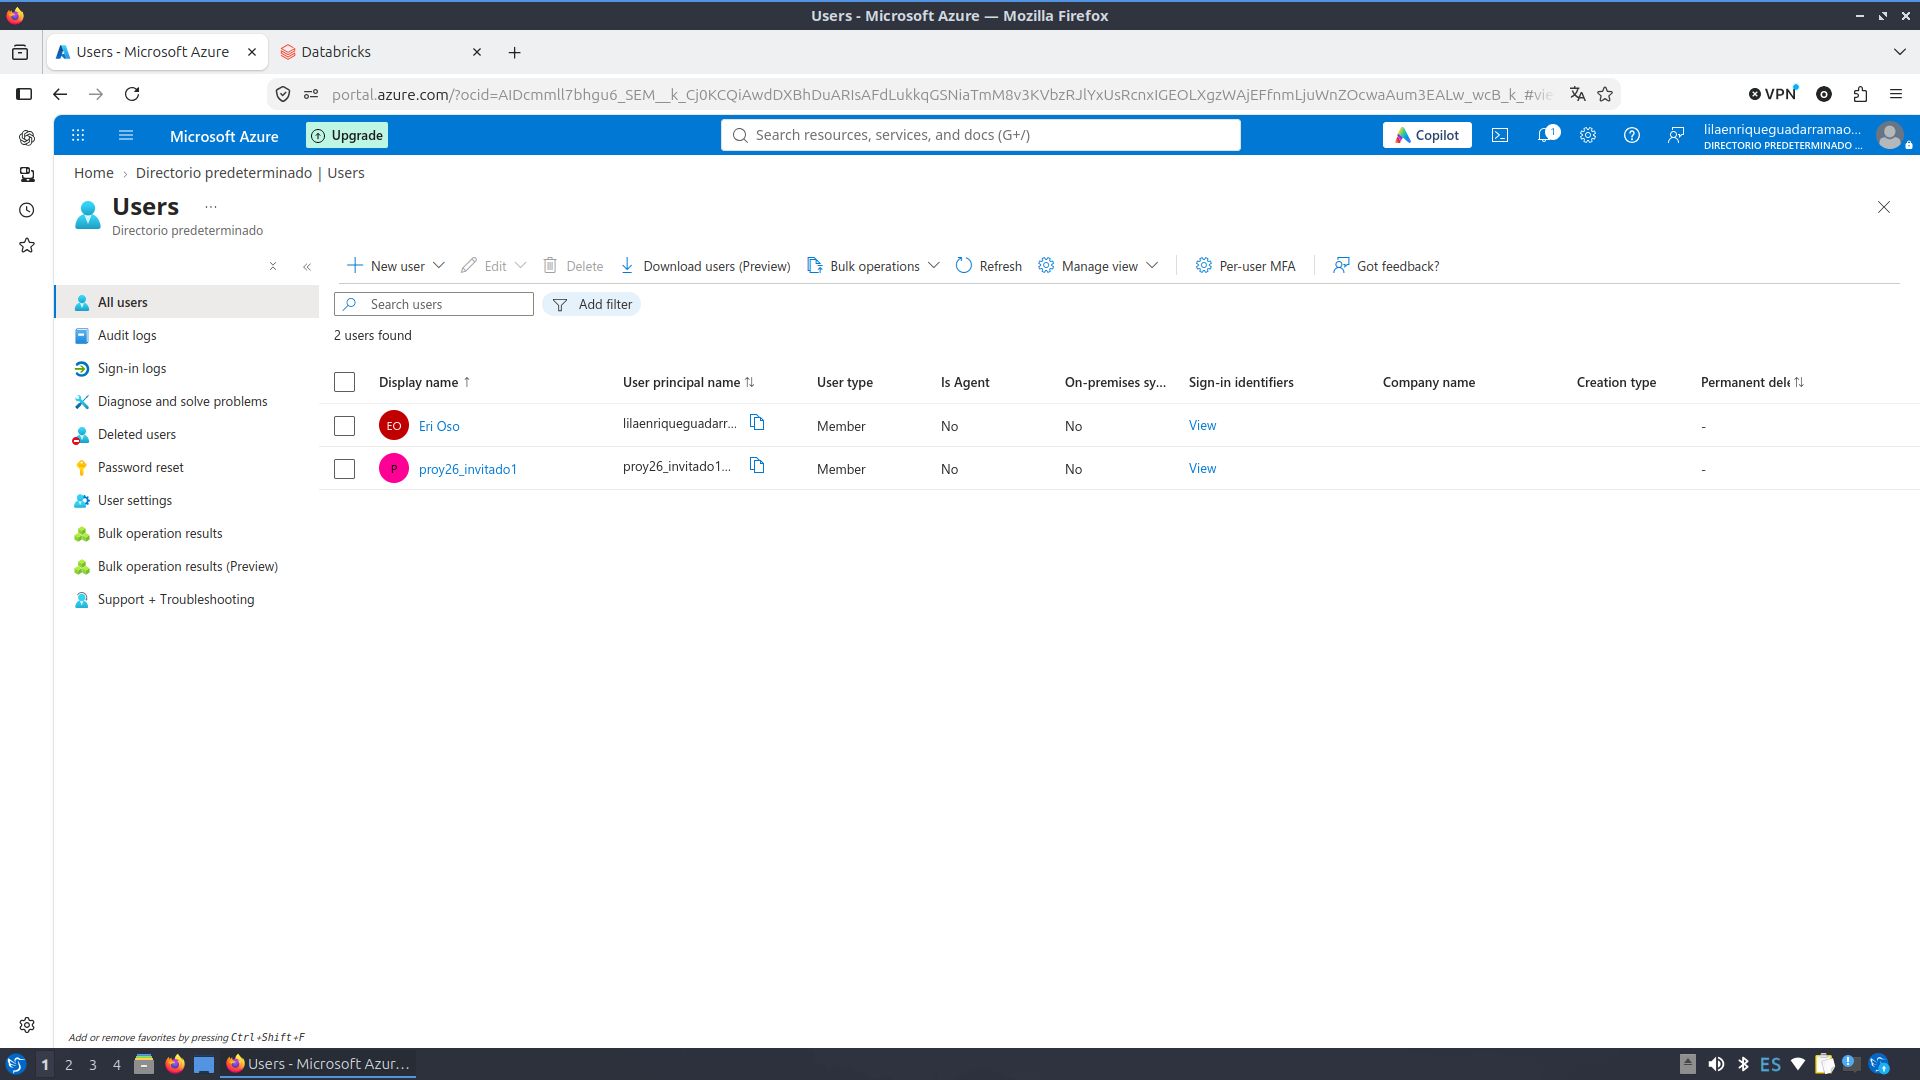 Users - Microsoft Azure — Mozilla Firefox
Users - Microsoft Azure
Databricks
portal.azure.com/?ocid=AIDcmmll7bhgu6_SEM__k_Cj0KCQiAwdDXBhDuARIsAFdLukkqGSNiaTmM8v3KVbzRJlYxUsRcnxIGEOLXgzWAjEFfnmLjuWnZOcwaAum3EALw_wcB_k_#vie
VPN
Microsoft Azure
Upgrade
Search resources, services, and docs (G+/)
Copilot
1
lilaenriqueguadarramao...
DIRECTORIO PREDETERMINADO ...
Home › Directorio predeterminado | Users
Users ...
Directorio predeterminado
New user
Edit
Delete
Download users (Preview)
Bulk operations
Refresh
Manage view
Per-user MFA
Got feedback?
All users
Audit logs
Sign-in logs
Diagnose and solve problems
Deleted users
Password reset
User settings
Bulk operation results
Bulk operation results (Preview)
Support + Troubleshooting
Search users
Add filter
2 users found
Display name ↑ User principal name ↑↓ User type Is Agent On-premises sy... Sign-in identifiers Company name Creation type Permanent dele ↑↓
EO Eri Oso lilaenriqueguadarr... Member No No View -
P proy26_invitado1 proy26_invitado1... Member No No View -
Add or remove favorites by pressing Ctrl+Shift+F
1 2 3 4
Users - Microsoft Azur...
ES